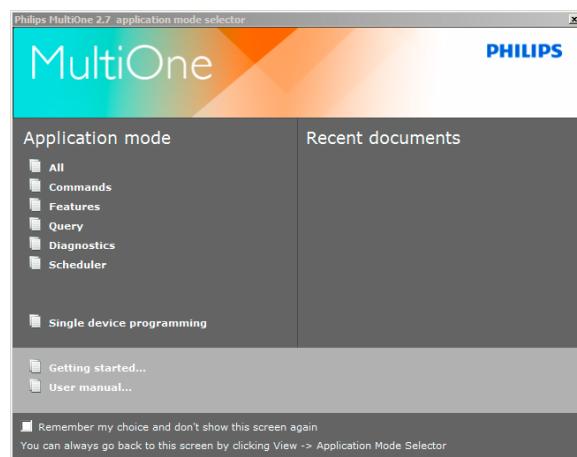 Philips MultiOne 2.7 application mode selector
MultiOne
PHILIPS
Application mode
All
Commands
Features
Query
Diagnostics
Scheduler
Single device programming
Recent documents
Getting started...
User manual...
Remember my choice and don't show this screen again
You can always go back to this screen by clicking View -> Application Mode Selector